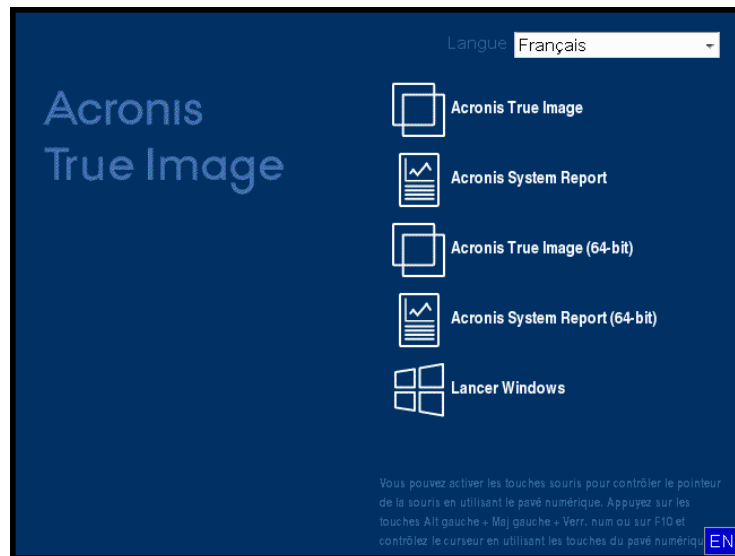 Langue Français
Acronis
True Image
Acronis True Image
Acronis System Report
Acronis True Image (64-bit)
Acronis System Report (64-bit)
Lancer Windows
Vous pouvez activer les touches souris pour contrôler le pointeur
de la souris en utilisant le pavé numérique. Appuyez sur les
touches Alt gauche + Maj gauche + Verr. num ou sur F10 et
contrôlez le curseur en utilisant les touches du pavé numériqu
EN